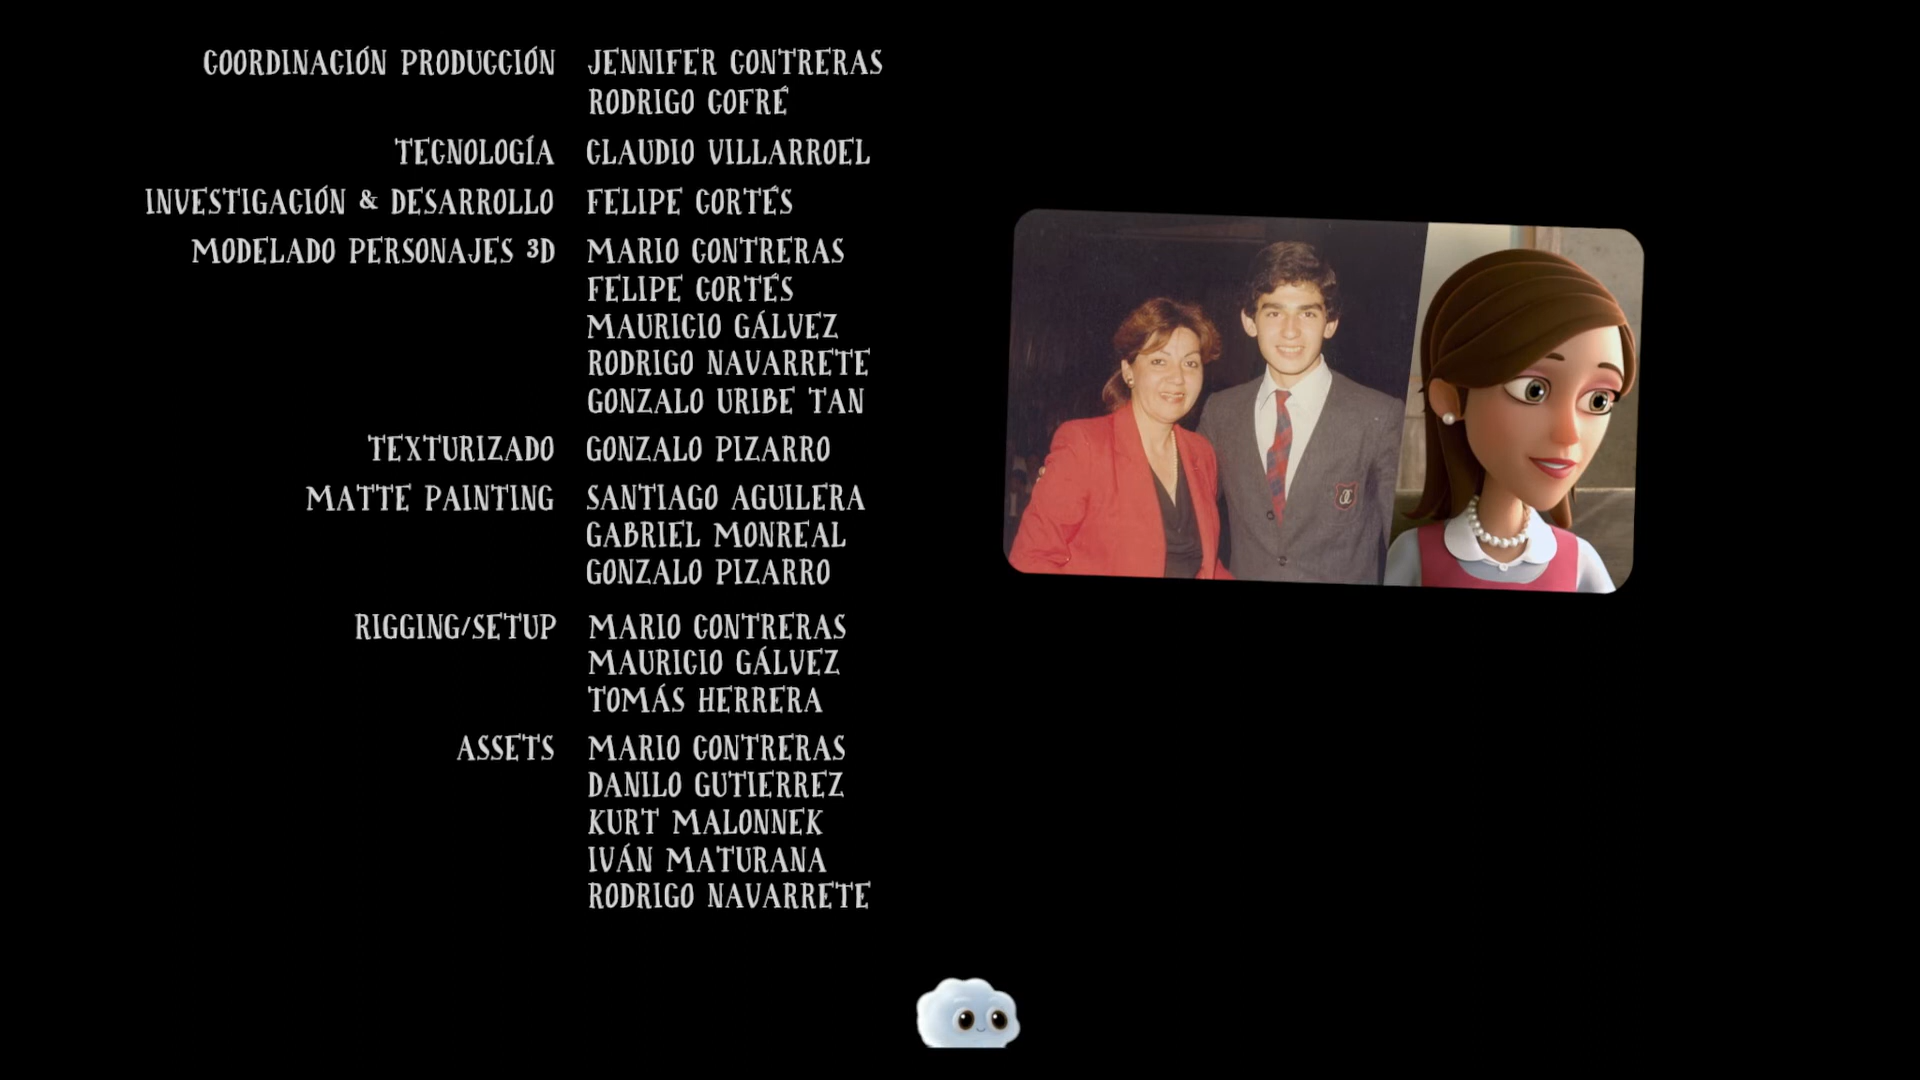 COORDINACIÓN PRODUCCIÓN JENNIFER CONTRERAS
RODRIGO COFRÉ
TECNOLOGÍA CLAUDIO VILLARROEL
INVESTIGACIÓN & DESARROLLO FELIPE CORTÉS
MODELADO PERSONAJES 3D MARIO CONTRERAS
FELIPE CORTÉS
MAURICIO GÁLVEZ
RODRIGO NAVARRETE
GONZALO URIBE TAN
TEXTURIZADO GONZALO PIZARRO
MATTE PAINTING SANTIAGO AGUILERA
GABRIEL MONREAL
GONZALO PIZARRO
RIGGING/SETUP MARIO CONTRERAS
MAURICIO GÁLVEZ
TOMÁS HERRERA
ASSETS MARIO CONTRERAS
DANILO GUTIERREZ
KURT MALONNEK
IVÁN MATURANA
RODRIGO NAVARRETE